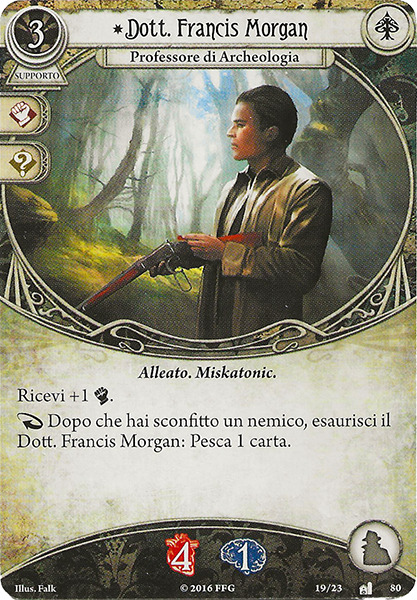 3
*Dott. Francis Morgan
Professore di Archeologia
SUPPORTO
?
Alleato. Miskatonic.
Ricevi +1 .
Dopo che hai sconfitto un nemico, esaurisci il
Dott. Francis Morgan: Pesca 1 carta.
4
1
Illus. Falk
© 2016 FFG
19/23
80